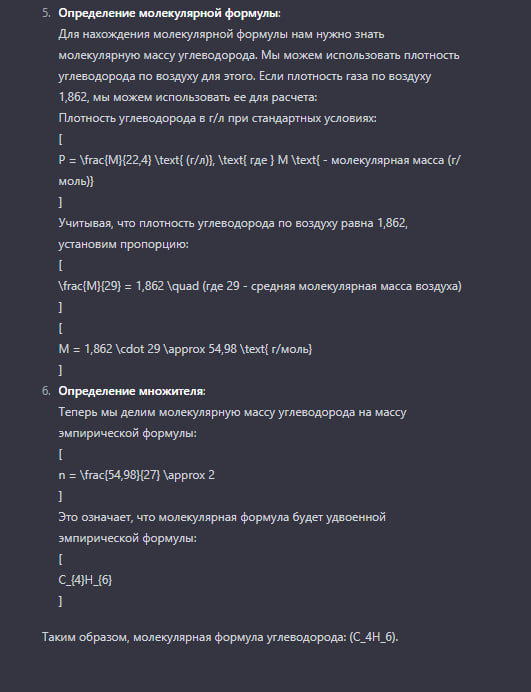 5. Определение молекулярной формулы:
Для нахождения молекулярной формулы нам нужно знать
молекулярную массу углеводорода. Мы можем использовать плотность
углеводорода по воздуху для этого. Если плотность газа по воздуху
1,862, мы можем использовать ее для расчета:
Плотность углеводорода в г/л при стандартных условиях:
[
P = \frac{M}{22,4} \text{ (г/л)}, \text{ где } M \text{ - молекулярная масса (г/
моль)}
]
Учитывая, что плотность углеводорода по воздуху равна 1,862,
установим пропорцию:
[
\frac{M}{29} = 1,862 \quad (где 29 - средняя молекулярная масса воздуха)
]
[
M = 1,862 \cdot 29 \approx 54,98 \text{ г/моль}
]
6. Определение множителя:
Теперь мы делим молекулярную массу углеводорода на массу
эмпирической формулы:
[
n = \frac{54,98}{27} \approx 2
]
Это означает, что молекулярная формула будет удвоенной
эмпирической формулы:
[
C_{4}H_{6}
]
Таким образом, молекулярная формула углеводорода: (C_4H_6).